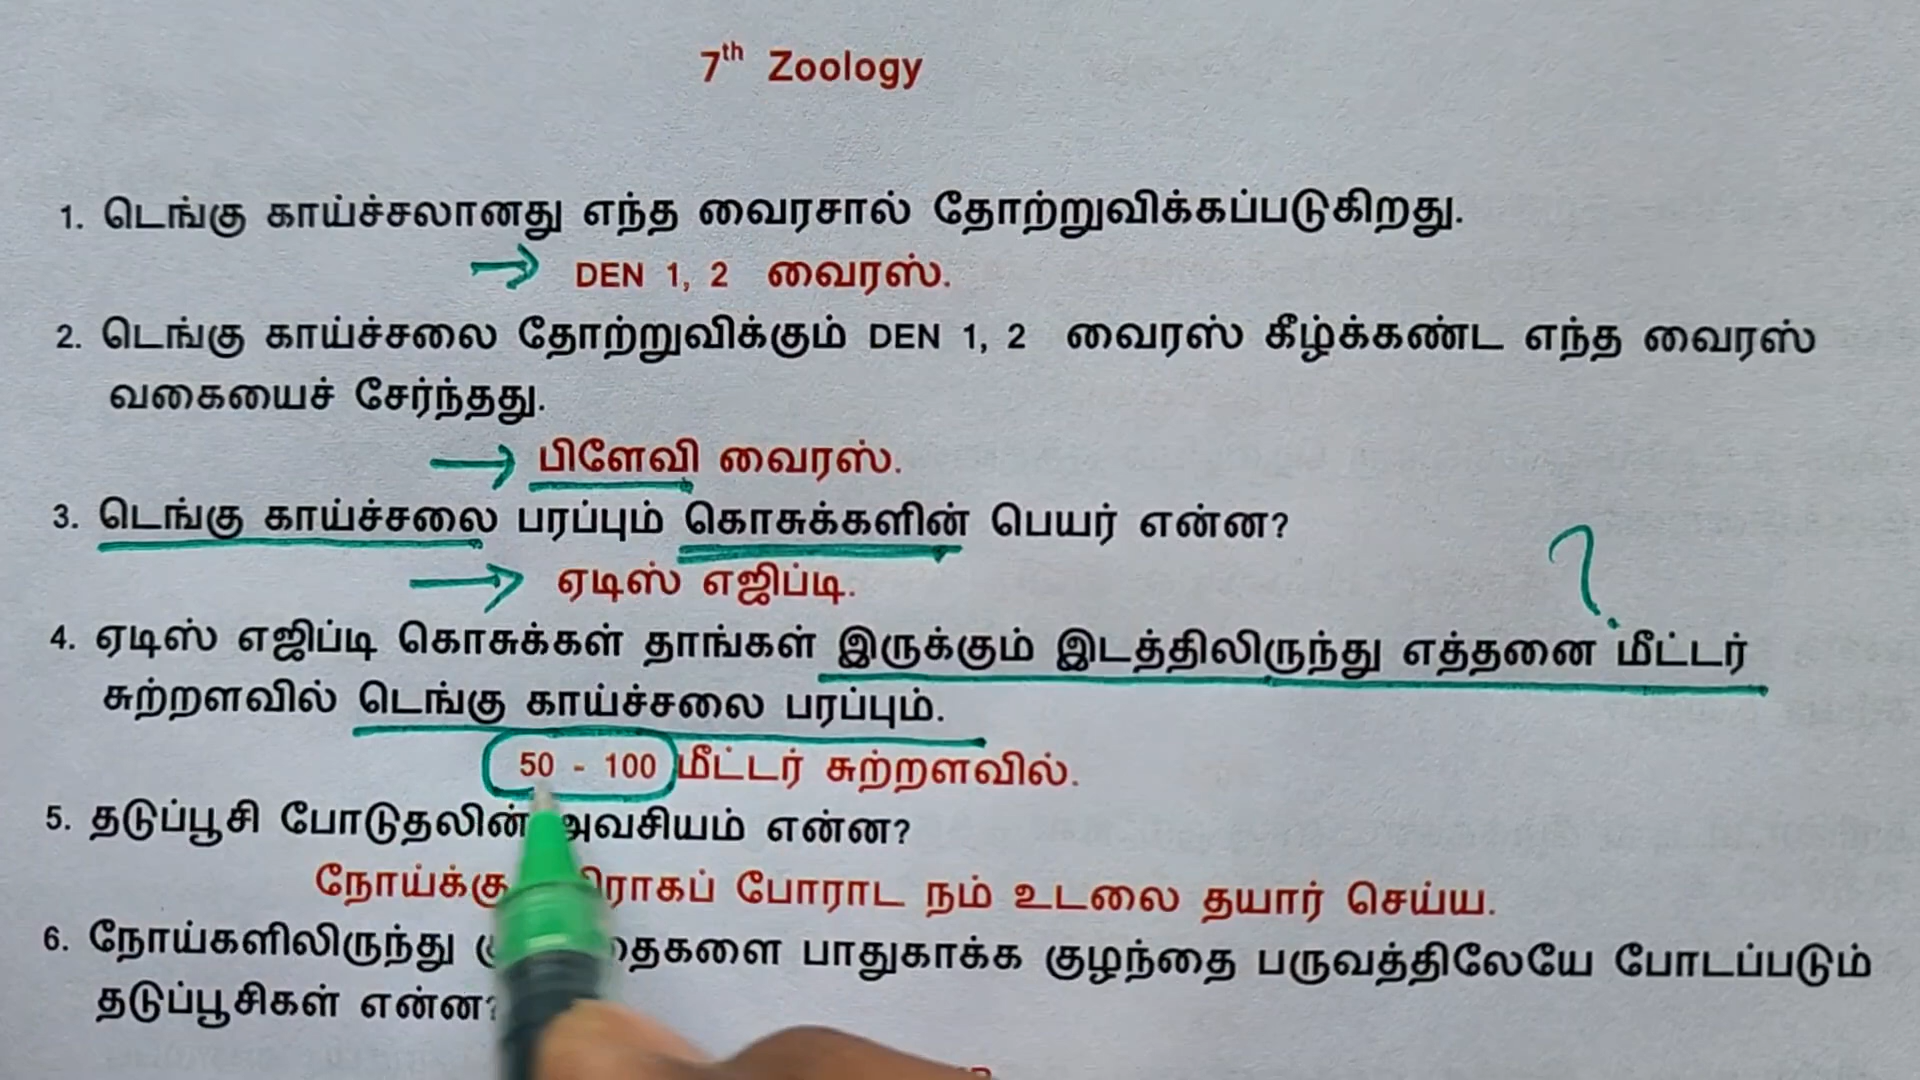 7th Zoology
1. டெங்கு காய்ச்சலானது எந்த வைரசால் தோற்றுவிக்கப்படுகிறது.
→ DEN 1, 2 வைரஸ்.
2. டெங்கு காய்ச்சலை தோற்றுவிக்கும் DEN 1, 2 வைரஸ் கீழ்க்கண்ட எந்த வைரஸ்
வகையைச் சேர்ந்தது.
→ பிளேவி வைரஸ்.
3. டெங்கு காய்ச்சலை பரப்பும் கொசுக்களின் பெயர் என்ன?
→ ஏடிஸ் எஜிப்டி.
?
4. ஏடிஸ் எஜிப்டி கொசுக்கள் தாங்கள் இருக்கும் இடத்திலிருந்து எத்தனை மீட்டர்
சுற்றளவில் டெங்கு காய்ச்சலை பரப்பும்.
50 - 100 மீட்டர் சுற்றளவில்.
5. தடுப்பூசி போடுதலின் அவசியம் என்ன?
போராட நம் உடலை தயார் செய்ய.
6. நோய்களிலிருந்து பாதுகாக்க குழந்தை பருவத்திலேயே போடப்படும்
தடுப்பூசிகள் என்ன?